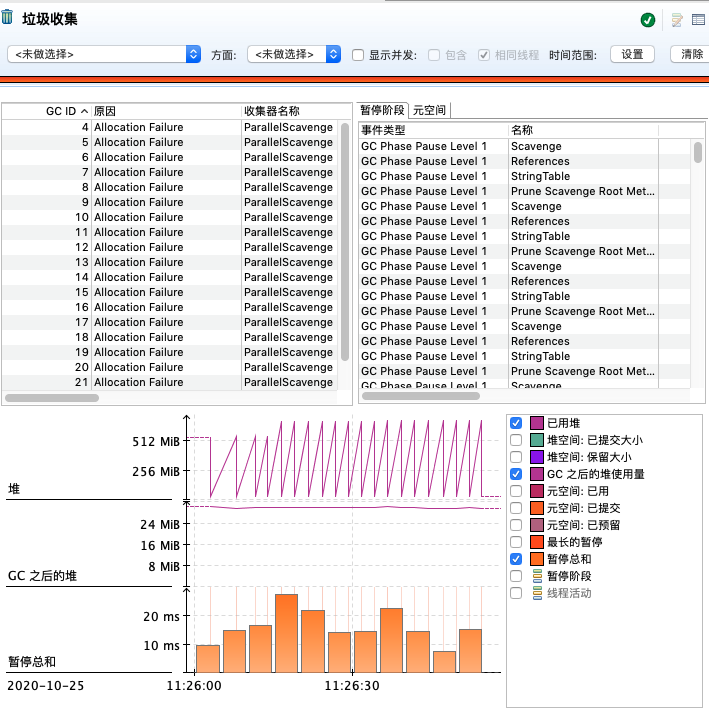 垃圾收集
<未做选择> 方面: <未做选择> 显示并发: 包含 相同线程 时间范围: 设置 清除
GC ID 原因 收集器名称
4 Allocation Failure ParallelScavenge
5 Allocation Failure ParallelScavenge
6 Allocation Failure ParallelScavenge
7 Allocation Failure ParallelScavenge
8 Allocation Failure ParallelScavenge
9 Allocation Failure ParallelScavenge
10 Allocation Failure ParallelScavenge
11 Allocation Failure ParallelScavenge
12 Allocation Failure ParallelScavenge
13 Allocation Failure ParallelScavenge
14 Allocation Failure ParallelScavenge
15 Allocation Failure ParallelScavenge
16 Allocation Failure ParallelScavenge
17 Allocation Failure ParallelScavenge
18 Allocation Failure ParallelScavenge
19 Allocation Failure ParallelScavenge
20 Allocation Failure ParallelScavenge
21 Allocation Failure ParallelScavenge
暂停阶段 元空间
事件类型 名称
GC Phase Pause Level 1 Scavenge
GC Phase Pause Level 1 References
GC Phase Pause Level 1 StringTable
GC Phase Pause Level 1 Prune Scavenge Root Met...
GC Phase Pause Level 1 Scavenge
GC Phase Pause Level 1 References
GC Phase Pause Level 1 StringTable
GC Phase Pause Level 1 Prune Scavenge Root Met...
GC Phase Pause Level 1 Scavenge
GC Phase Pause Level 1 References
GC Phase Pause Level 1 StringTable
GC Phase Pause Level 1 Prune Scavenge Root Met...
GC Phase Pause Level 1 Scavenge
GC Phase Pause Level 1 References
GC Phase Pause Level 1 StringTable
GC Phase Pause Level 1 Prune Scavenge Root Met...
GC Phase Pause Level 1 Scavenge
512 MiB
256 MiB
堆
24 MiB
16 MiB
8 MiB
GC 之后的堆
20 ms
10 ms
暂停总和
2020-10-25 11:26:00 11:26:30
已用堆
堆空间: 已提交大小
堆空间: 保留大小
GC 之后的堆使用量
元空间: 已用
元空间: 已提交
元空间: 已预留
最长的暂停
暂停总和
暂停阶段
线程活动